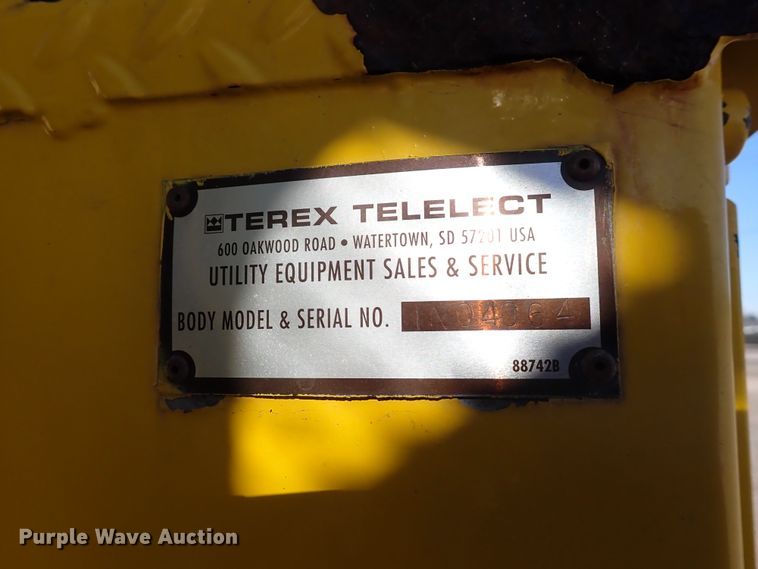 TEREX TELELECT
600 OAKWOOD ROAD • WATERTOWN, SD 57201 USA
UTILITY EQUIPMENT SALES & SERVICE
BODY MODEL & SERIAL NO.
88742B
Purple Wave Auction